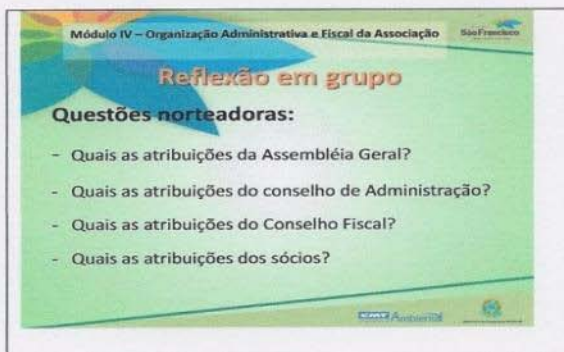 Módulo IV – Organização Administrativa e Fiscal da Associação
São Francisco
Reflexão em grupo
Questões norteadoras:
- Quais as atribuições da Assembléia Geral?
- Quais as atribuições do conselho de Administração?
- Quais as atribuições do Conselho Fiscal?
- Quais as atribuições dos sócios?
CMT Ambiental